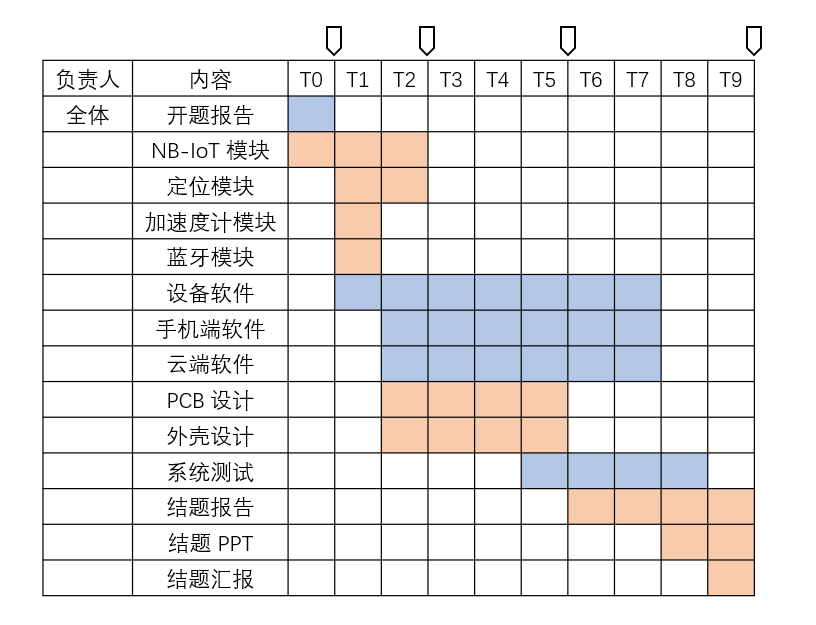 负责人 内容 T0 T1 T2 T3 T4 T5 T6 T7 T8 T9
全体 开题报告
NB-IoT 模块
定位模块
加速度计模块
蓝牙模块
设备软件
手机端软件
云端软件
PCB 设计
外壳设计
系统测试
结题报告
结题 PPT
结题汇报